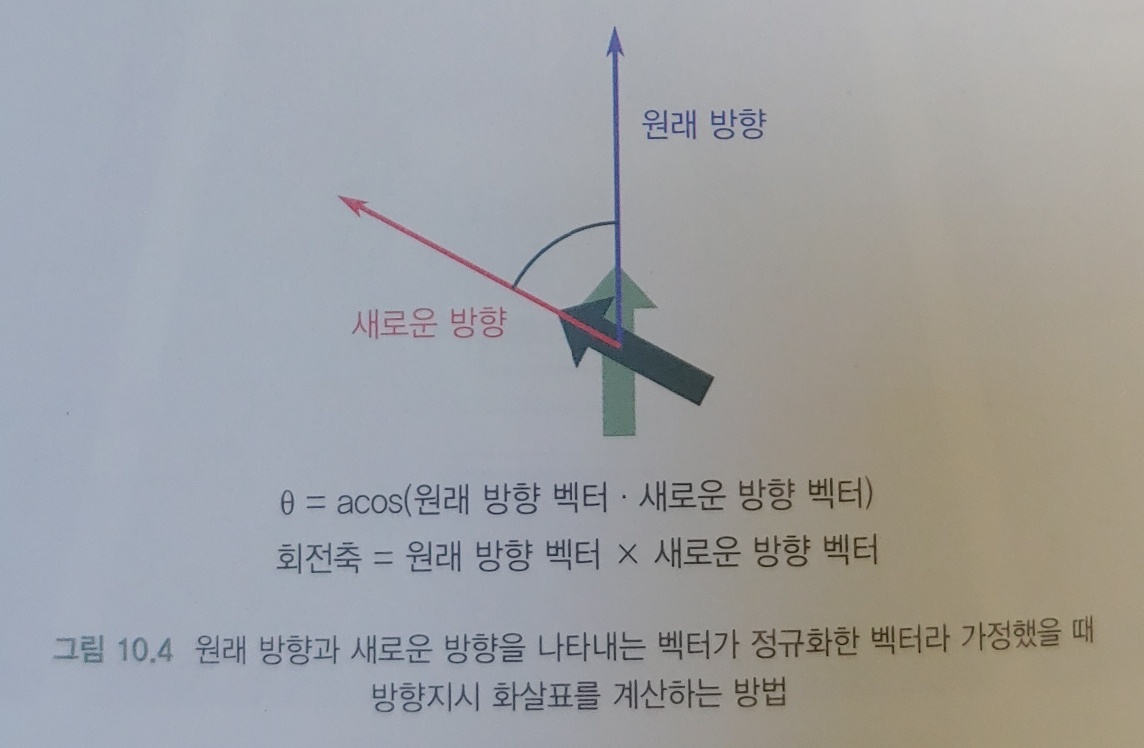 원래 방향
새로운 방향
θ = acos(원래 방향 벡터 · 새로운 방향 벡터)
회전축 = 원래 방향 벡터 × 새로운 방향 벡터
그림 10.4 원래 방향과 새로운 방향을 나타내는 벡터가 정규화한 벡터라 가정했을 때
방향지시 화살표를 계산하는 방법